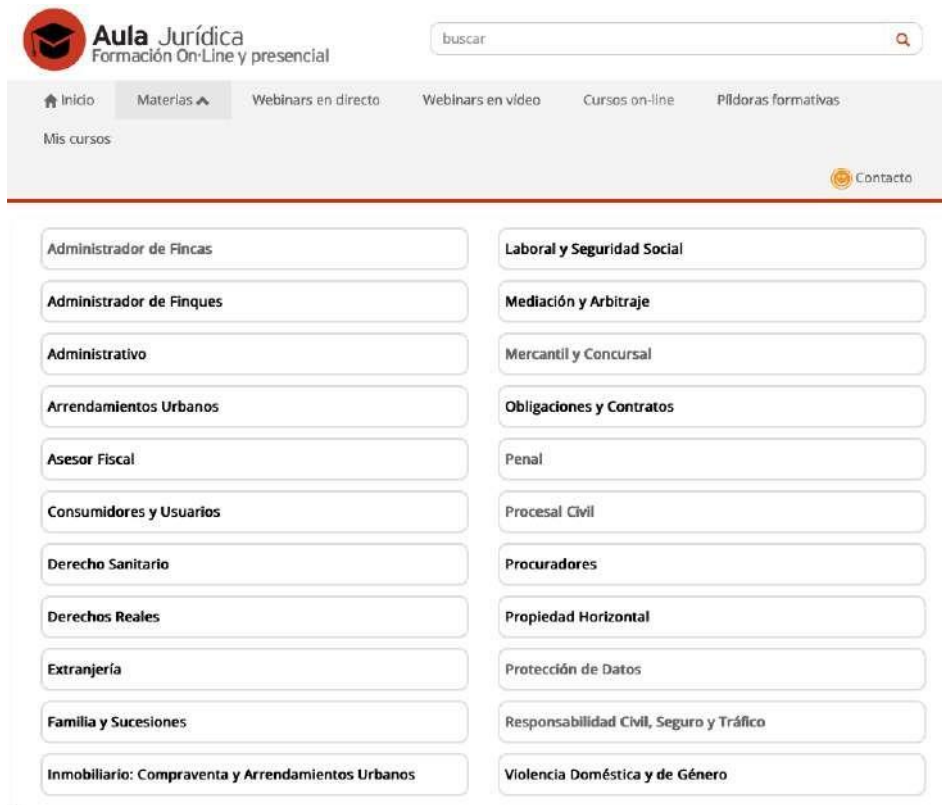 Aula Jurídica
Formación On·Line y presencial
buscar
Inicio
Materias
Webinars en directo
Webinars en vídeo
Cursos on-line
Píldoras formativas
Mis cursos
Contacto
Administrador de Fincas
Administrador de Finques
Administrativo
Arrendamientos Urbanos
Asesor Fiscal
Consumidores y Usuarios
Derecho Sanitario
Derechos Reales
Extranjería
Familia y Sucesiones
Inmobiliario: Compraventa y Arrendamientos Urbanos
Laboral y Seguridad Social
Mediación y Arbitraje
Mercantil y Concursal
Obligaciones y Contratos
Penal
Procesal Civil
Procuradores
Propiedad Horizontal
Protección de Datos
Responsabilidad Civil, Seguro y Tráfico
Violencia Doméstica y de Género